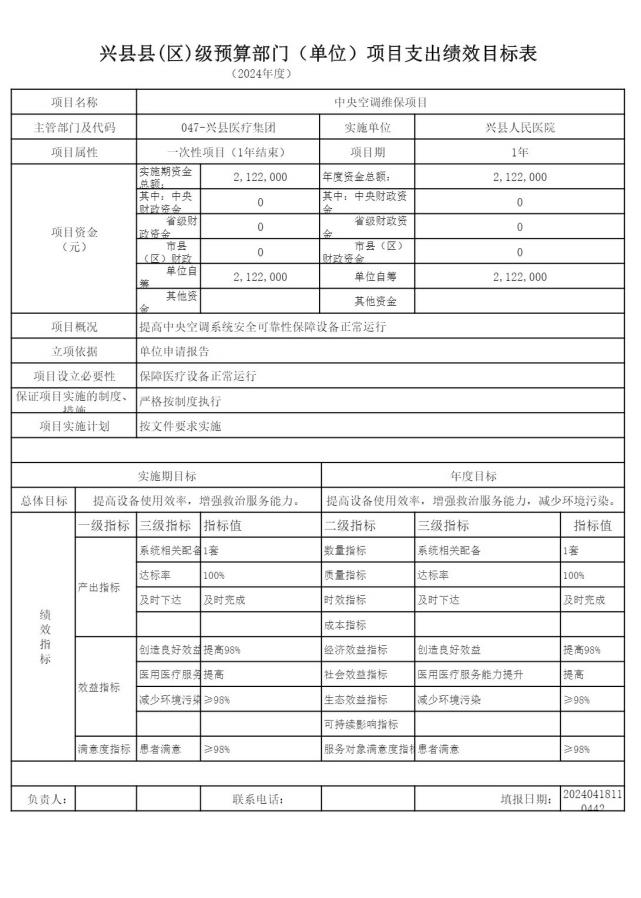 兴县县(区)级预算部门（单位）项目支出绩效目标表
（2024年度）
项目名称 中央空调维保项目
主管部门及代码 047-兴县医疗集团 实施单位 兴县人民医院
项目属性 一次性项目（1年结束） 项目期 1年
项目资金
（元）
实施期资金
总额: 2,122,000 年度资金总额: 2,122,000
其中: 中央
财政资金 0 其中: 中央财政资
金 0
省级财
政资金 0 省级财政资
金 0
市县
（区）财政 0 市县（区）
财政资金 0
单位自
筹 2,122,000 单位自筹 2,122,000
其他资
金 其他资金
项目概况 提高中央空调系统安全可靠性保障设备正常运行
立项依据 单位申请报告
项目设立必要性 保障医疗设备正常运行
保证项目实施的制度、
措施 严格按制度执行
项目实施计划 按文件要求实施
实施期目标 年度目标
总体目标 提高设备使用效率, 增强救治服务能力。 提高设备使用效率, 增强救治服务能力, 减少环境污染。
绩效指标
一级指标 三级指标 指标值 二级指标 三级指标 指标值
产出指标
系统相关配备 1套 数量指标 系统相关配备 1套
达标率 100% 质量指标 达标率 100%
及时下达 及时完成 时效指标 及时下达 及时完成
成本指标
效益指标
创造良好效益 提高98% 经济效益指标 创造良好效益 提高98%
医用医疗服务 提高 社会效益指标 医用医疗服务能力提升 提高
减少环境污染 ≥98% 生态效益指标 减少环境污染 ≥98%
可持续影响指标
满意度指标 患者满意 ≥98% 服务对象满意度指标 患者满意 ≥98%
负责人: 联系电话: 填报日期: 2024041811
0442